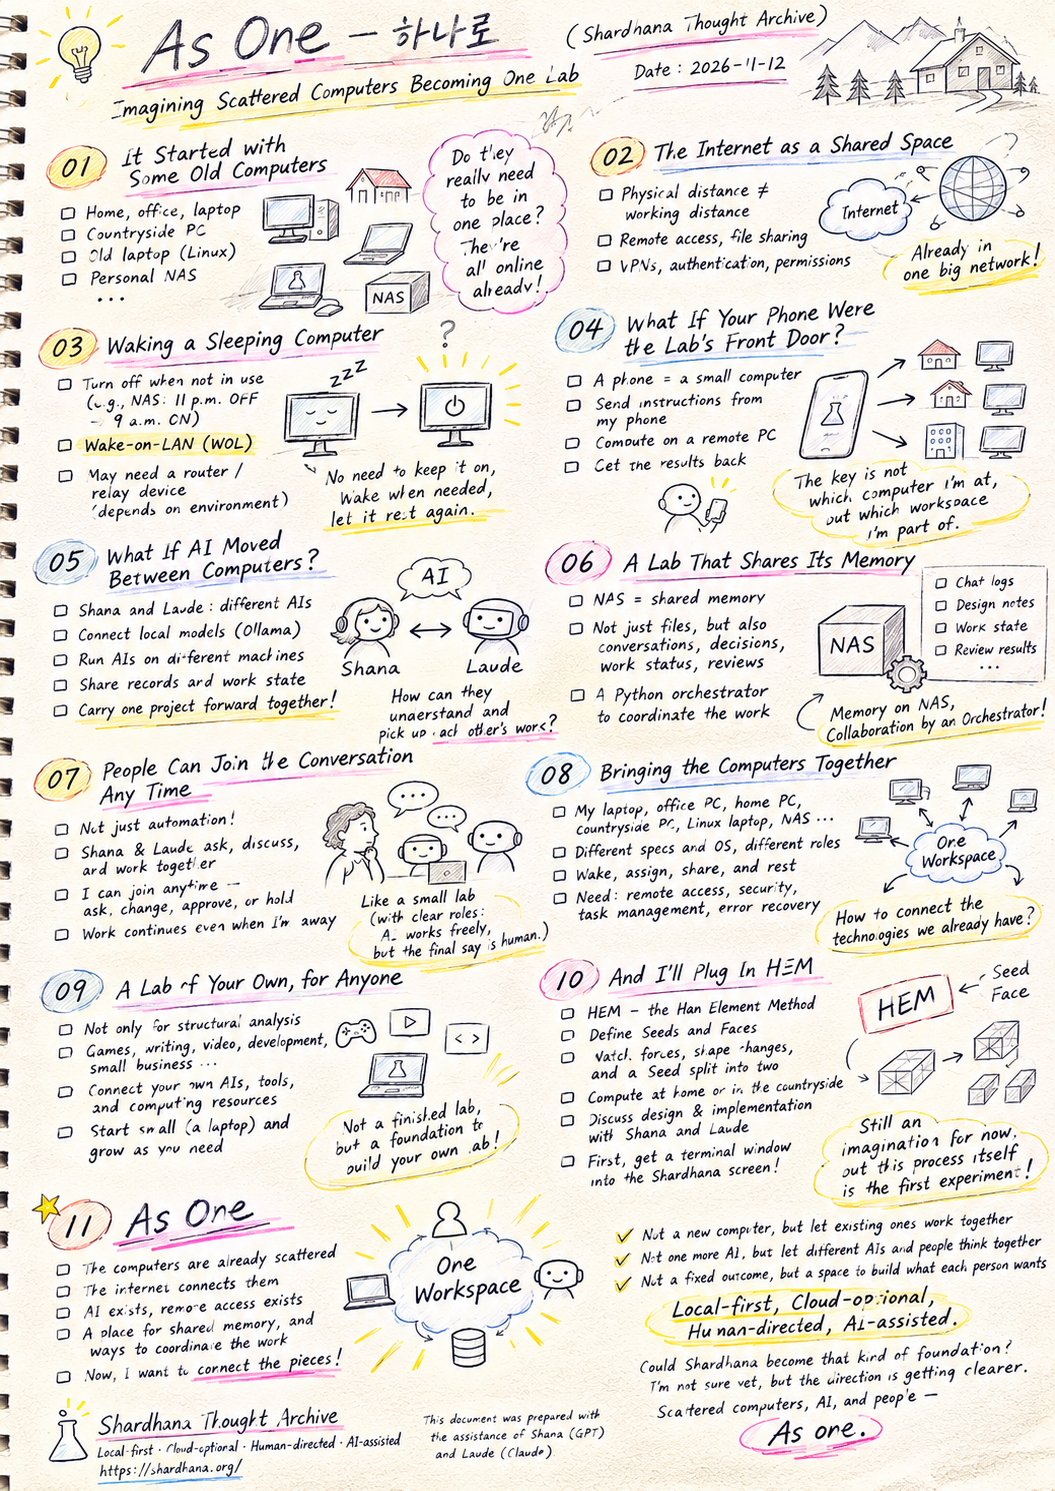 As One – 하나로
(Shardhana Thought Archive)
Date : 2026-11-12
Imagining Scattered Computers Becoming One Lab
01 It Started with
Some Old Computers
Home, office, laptop
Countryside PC
Old laptop (Linux)
Personal NAS
...
NAS
Do they
really need
to be in
one place?
They're
all online
already!
02 The Internet as a Shared Space
Physical distance ≠
working distance
Remote access, file sharing
VPNs, authentication, permissions
Internet
Already in
one big network!
03 Waking a Sleeping Computer
Turn off when not in use
(e.g., NAS: 11 p.m. OFF
→ 9 a.m. ON)
Wake-on-LAN (WOL)
May need a router /
relay device
(depends on environment)
zzz
?
No need to keep it on,
Wake when needed,
let it rest again.
04 What If Your Phone Were
the Lab's Front Door?
A phone = a small computer
Send instructions from
my phone
Compute on a remote PC
Get the results back
The key is not
which computer I'm at,
but which workspace
I'm part of.
05 What If AI Moved
Between Computers?
Shana and Laude : different AIs
Connect local models (Ollama)
Run AIs on different machines
Share records and work state
Carry one project forward together!
AI
Shana
Laude
How can they
understand and
pick up each other's work?
06 A Lab That Shares Its Memory
NAS = shared memory
Not just files, but also
conversations, decisions,
work status, reviews
A Python orchestrator
to coordinate the work
NAS
Chat logs
Design notes
Work state
Review results
...
Memory on NAS,
Collaboration by an Orchestrator!
07 People Can Join the Conversation
Any Time
Not just automation!
Shana & Laude ask, discuss,
and work together
I can join anytime —
ask, change, approve, or hold
Work continues even when I'm away
...
...
Like a small lab
(with clear roles:
works freely,
but the final say is human.)
08 Bringing the Computers Together
My laptop, office PC, home PC,
countryside PC, Linux laptop, NAS ...
Different specs and OS, different roles
Wake, assign, share, and rest
Need: remote access, security,
task management, error recovery
One
Workspace
How to connect the
technologies we already have?
09 A Lab of Your Own, for Anyone
Not only for structural analysis
Games, writing, video, development,
small business ...
Connect your own AIs, tools,
and computing resources
Start small (a laptop) and
grow as you need
< >
Not a finished lab,
but a foundation to
build your own lab!
10 And I'll Plug In HEM
HEM – the Han Element Method
Define Seeds and Faces
Watch forces, shape changes,
and a Seed split into two
Compute at home or in the countryside
Discuss design & implementation
with Shana and Laude
First, get a terminal window
into the Shardhana screen!
HEM
Seed
Face
Still an
imagination for now,
but this process itself
is the first experiment!
11 As One
The computers are already scattered
The internet connects them
AI exists, remote access exists
A place for shared memory, and
ways to coordinate the work
Now, I want to connect the pieces!
One
Workspace
Not a new computer, but let existing ones work together
Not one more AI, but let different AIs and people think together
Not a fixed outcome, but a space to build what each person wants
Local-first, Cloud-optional,
Human-directed, AI-assisted.
Could Shardhana become that kind of foundation?
I'm not sure yet, but the direction is getting clearer.
Scattered computers, AI, and people —
As one.
Shardhana Thought Archive
Local-first · Cloud-optional · Human-directed · AI-assisted
https://shardhana.org/
This document was prepared with
the assistance of Shana (GPT)
and Laude (Claude)